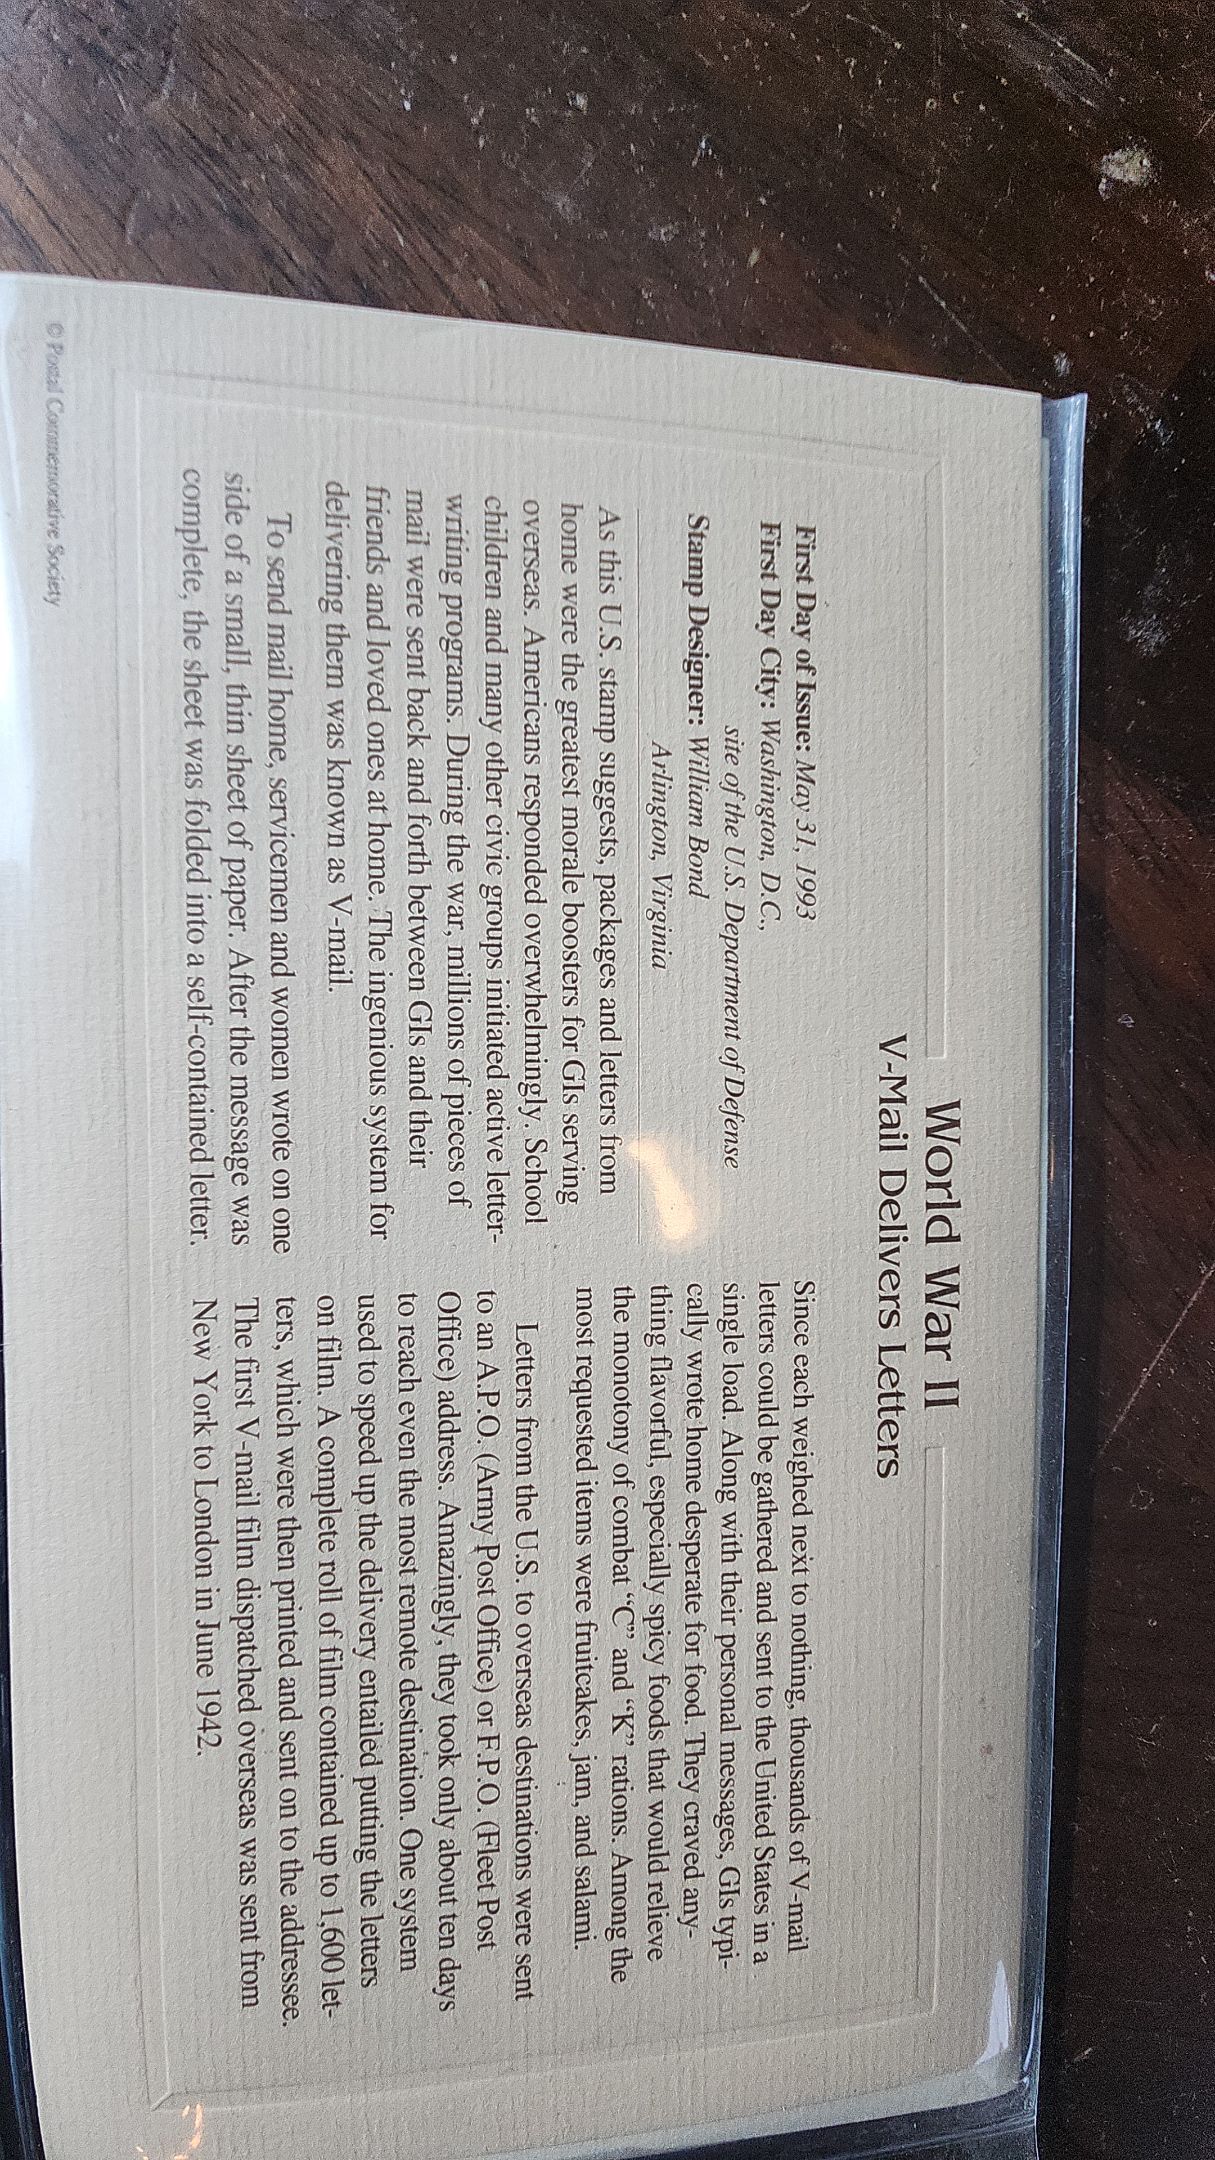 World War II
V-Mail Delivers Letters
First Day of Issue: May 31, 1993
First Day City: Washington, D.C.,
site of the U.S. Department of Defense
Stamp Designer: William Bond
Arlington, Virginia
As this U.S. stamp suggests, packages and letters from
home were the greatest morale boosters for GIs serving
overseas. Americans responded overwhelmingly. School
children and many other civic groups initiated active letter-
writing programs. During the war, millions of pieces of
mail were sent back and forth between GIs and their
friends and loved ones at home. The ingenious system for
delivering them was known as V-mail.
To send mail home, servicemen and women wrote on one
side of a small, thin sheet of paper. After the message was
complete, the sheet was folded into a self-contained letter.
Since each weighed next to nothing, thousands of V-mail
letters could be gathered and sent to the United States in a
single load. Along with their personal messages, GIs typi-
cally wrote home desperate for food. They craved any-
thing flavorful, especially spicy foods that would relieve
the monotony of combat "C" and "K" rations. Among the
most requested items were fruitcakes, jam, and salami.
Letters from the U.S. to overseas destinations were sent
to an A.P.O. (Army Post Office) or F.P.O. (Fleet Post
Office) address. Amazingly, they took only about ten days
to reach even the most remote destination. One system
used to speed up the delivery entailed putting the letters
on film. A complete roll of film contained up to 1,600 let-
ters, which were then printed and sent on to the addressee.
The first V-mail film dispatched overseas was sent from
New York to London in June 1942.
© Postal Commemorative Society